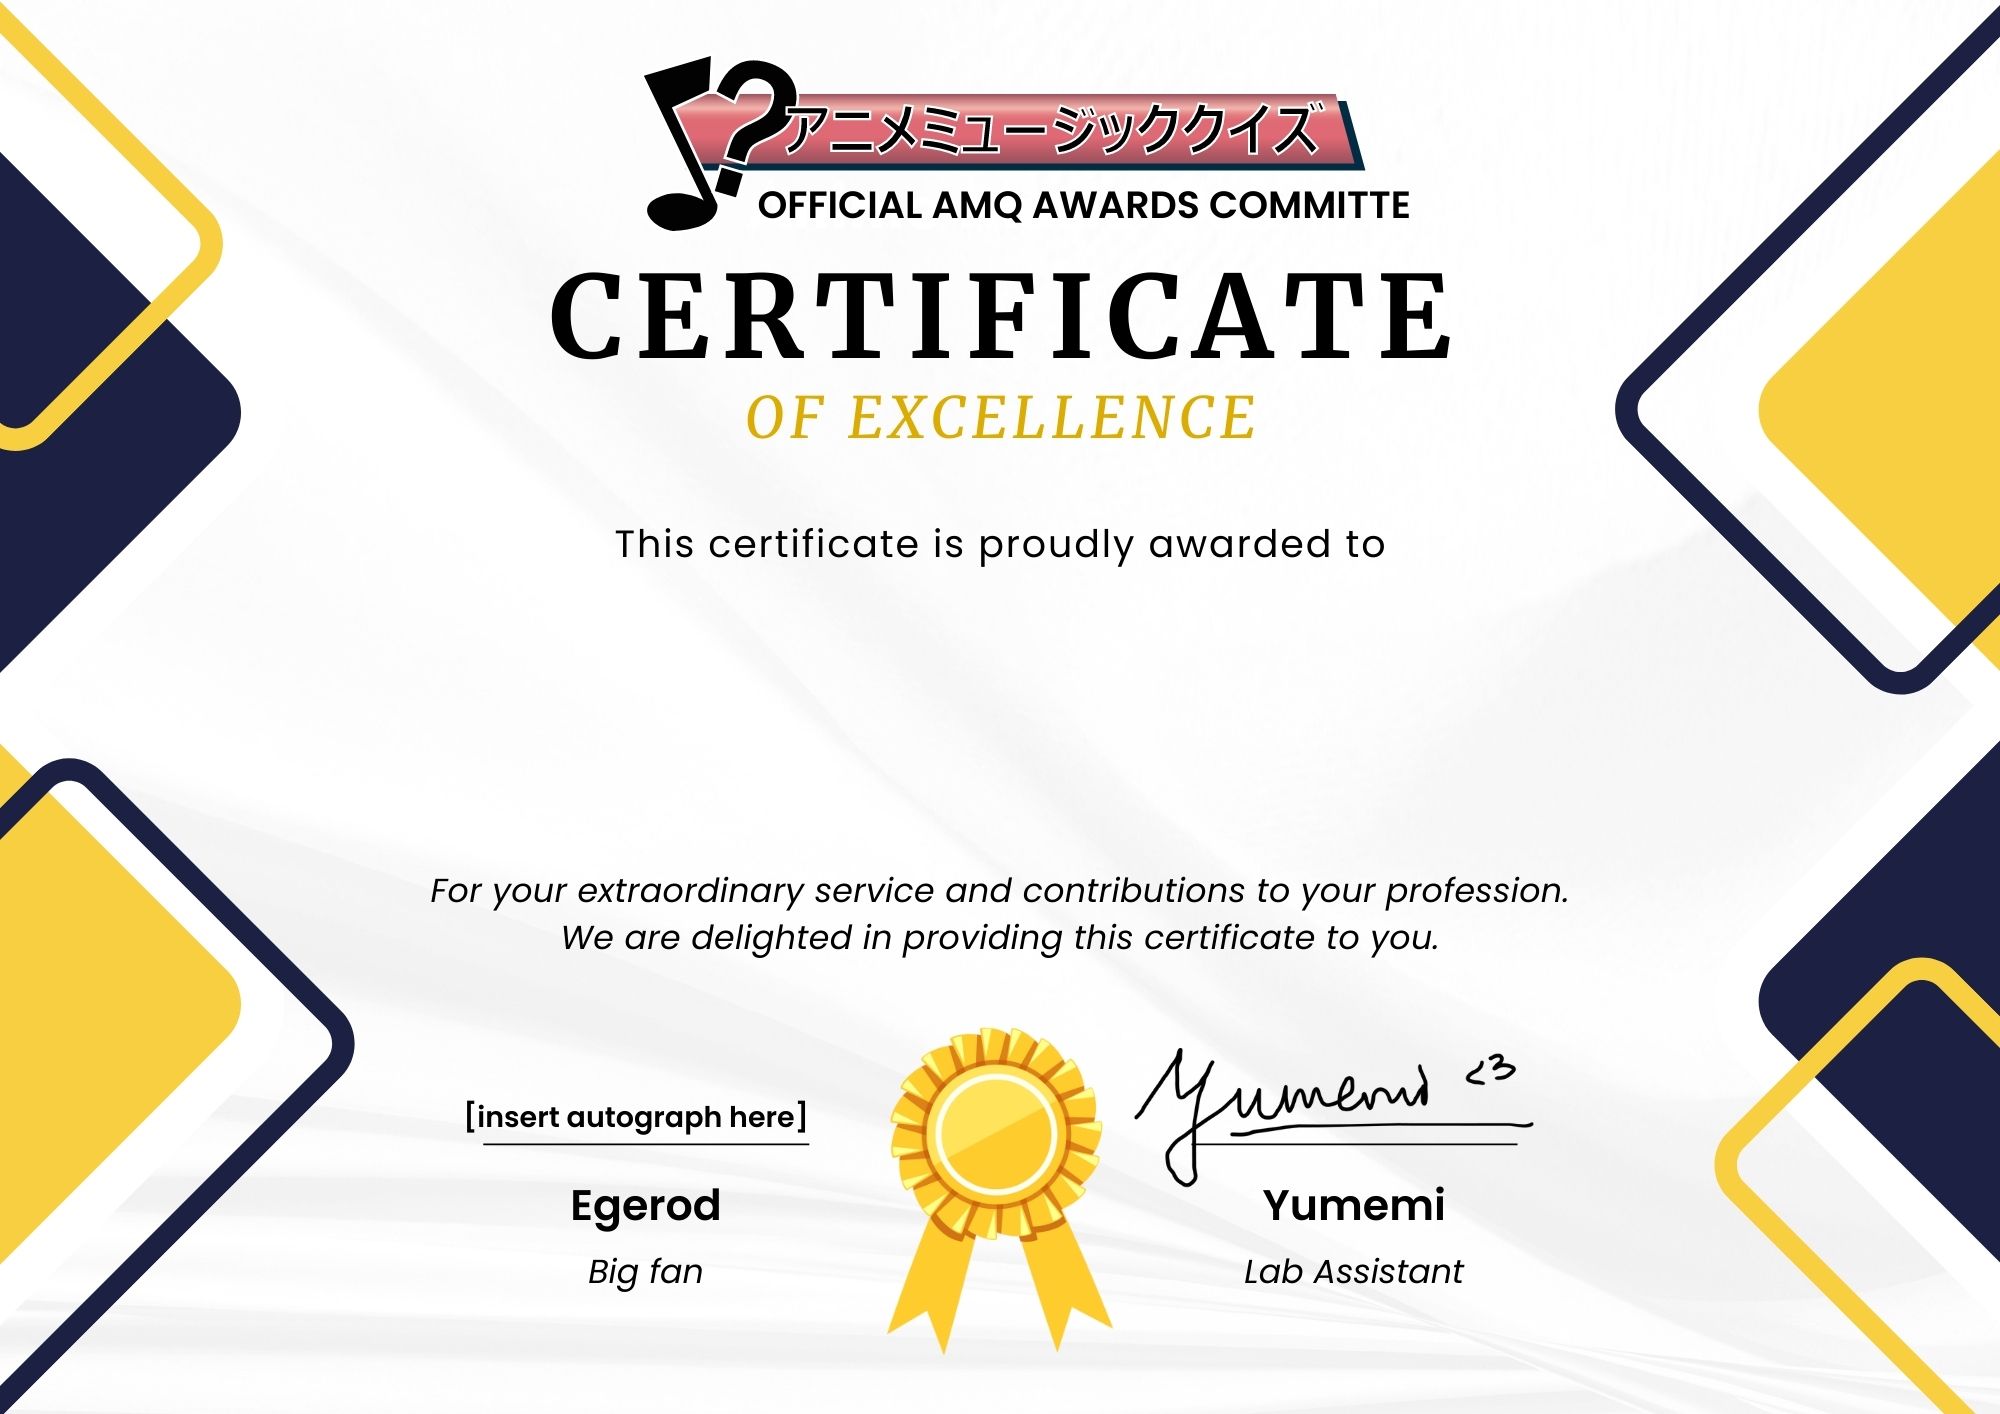 アニメミュージッククイズ
OFFICIAL AMQ AWARDS COMMITTE
CERTIFICATE
OF EXCELLENCE
This certificate is proudly awarded to
For your extraordinary service and contributions to your profession.
We are delighted in providing this certificate to you.
[insert autograph here]
Yumemi <3
Egerod
Yumemi
Big fan
Lab Assistant